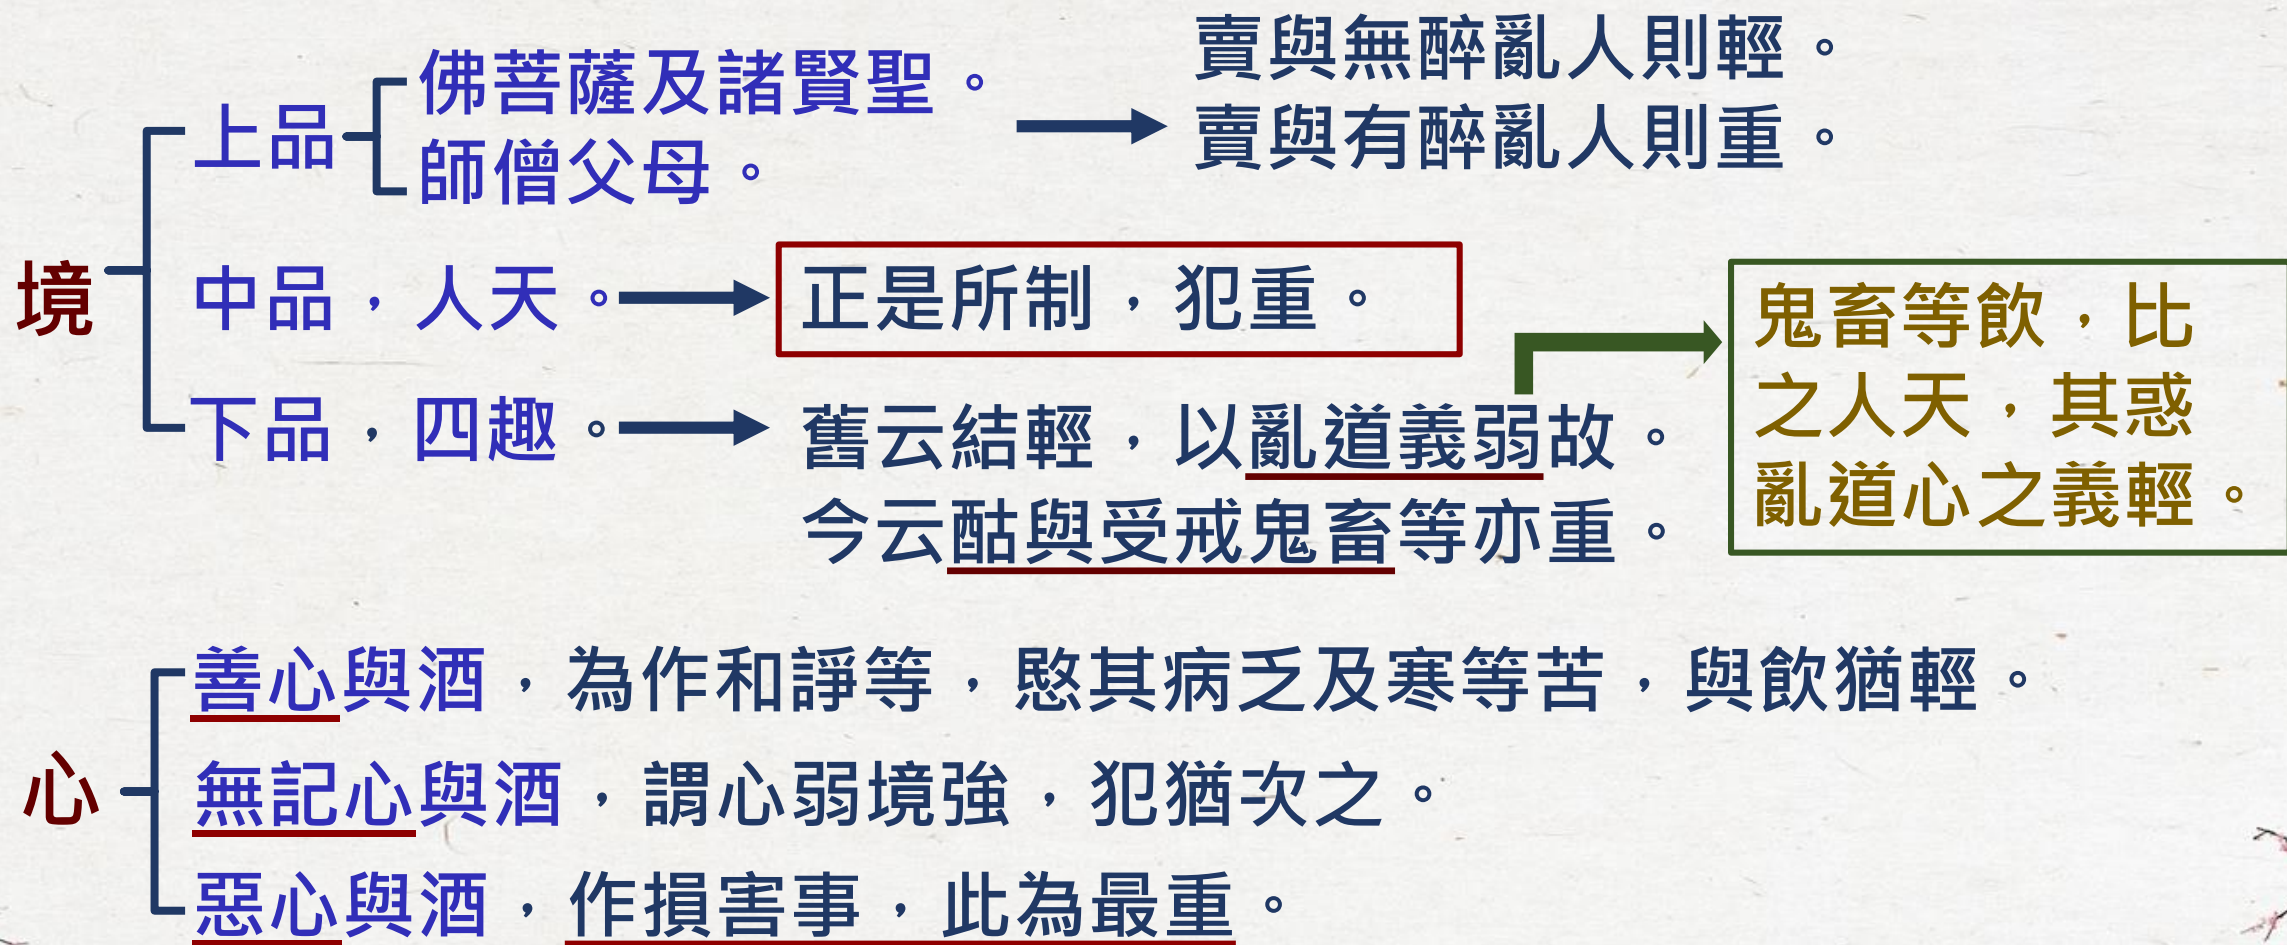 境
上品
佛菩薩及諸賢聖。
師僧父母。
賣與無醉亂人則輕。
賣與有醉亂人則重。
中品，人天。
正是所制，犯重。
下品，四趣。
舊云結輕，以亂道義弱故。
今云酤與受戒鬼畜等亦重。
鬼畜等飲，比
之人天，其惑
亂道心之義輕。
心
善心與酒，為作和諍等，愍其病乏及寒等苦，與飲猶輕。
無記心與酒，謂心弱境強，犯猶次之。
惡心與酒，作損害事，此為最重。